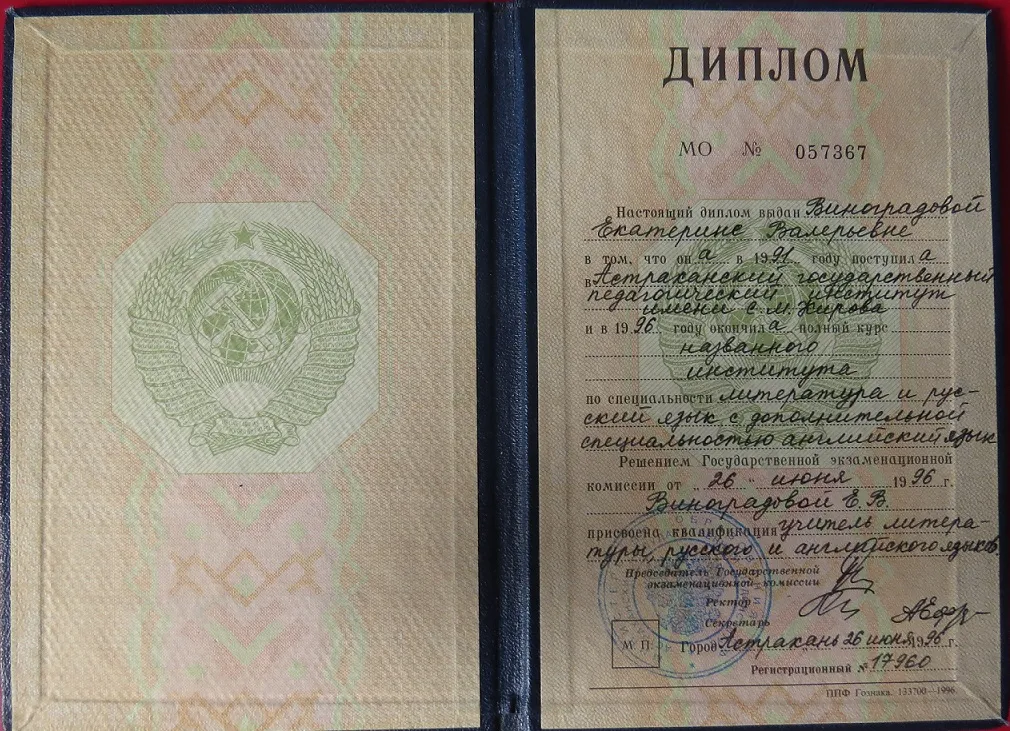 ДИПЛОМ
МО № 057367
Настоящий диплом выдан Виноградовой
Екатерине Валерьевне
в том, что она в 1991 году поступила
в Астраханский государственный
педагогический институт
имени С.М. Кирова
и в 1996 году окончила полный курс
названного
института
по специальности литература и рус-
ский язык с дополнительной
специальностью английский язык
Решением Государственной экзаменационной
комиссии от „26“ июня 1996 г.
Виноградовой Е.В.
присвоена квалификация учитель литера-
туры, русского и английского языков
Председатель Государственной
экзаменационной комиссии
Ректор
Секретарь
М. П. Город Астрахань 26 июня 1996 г.
Регистрационный № 17960
ППФ Гознака. 133700—1996